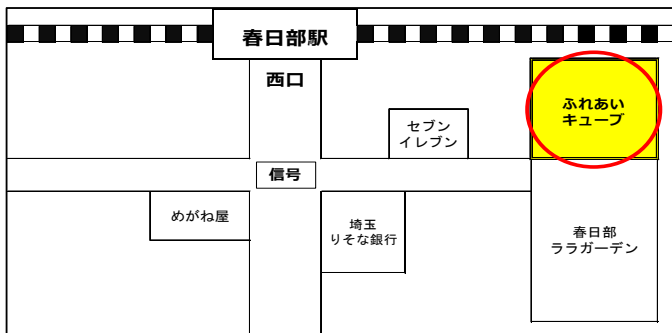 春日部駅
西口
ふれあい
キューブ
セブン
イレブン
信号
めがね屋
埼玉
りそな銀行
春日部
ララガーデン